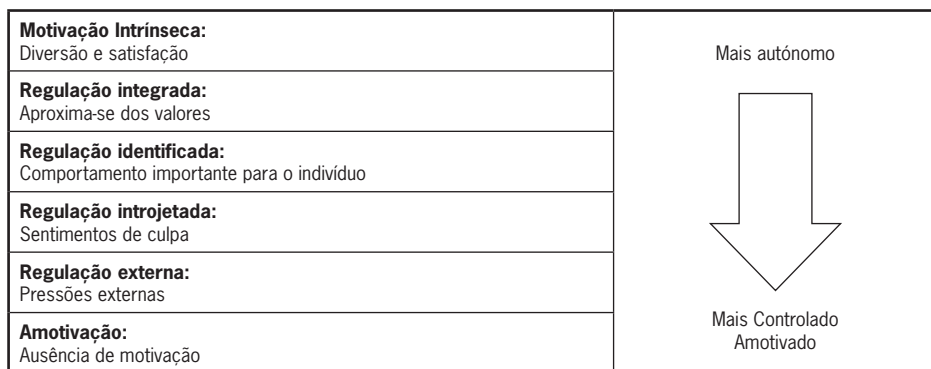 Motivação Intrínseca:
Diversão e satisfação
Regulação integrada:
Aproxima-se dos valores
Regulação identificada:
Comportamento importante para o indivíduo
Regulação introjetada:
Sentimentos de culpa
Regulação externa:
Pressões externas
Amotivação:
Ausência de motivação
Mais autónomo
Mais Controlado
Amotivado